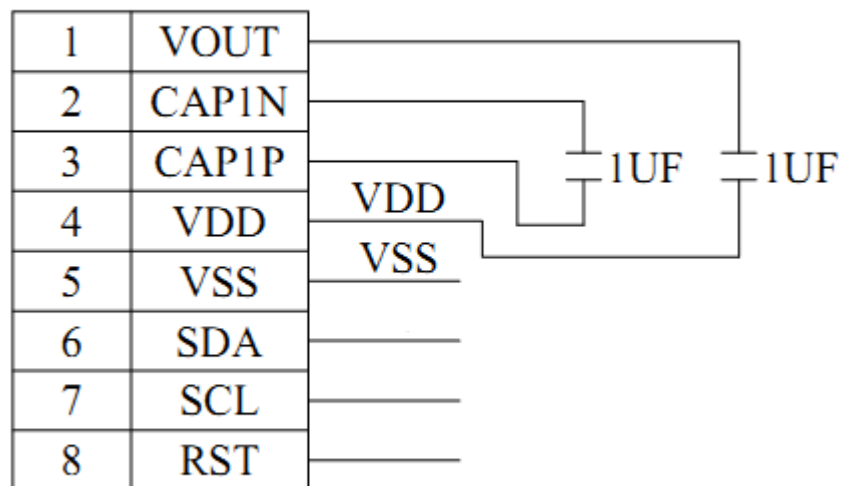 1 VOUT
2 CAP1N
3 CAP1P 1UF 1UF
4 VDD VDD
5 VSS VSS
6 SDA
7 SCL
8 RST